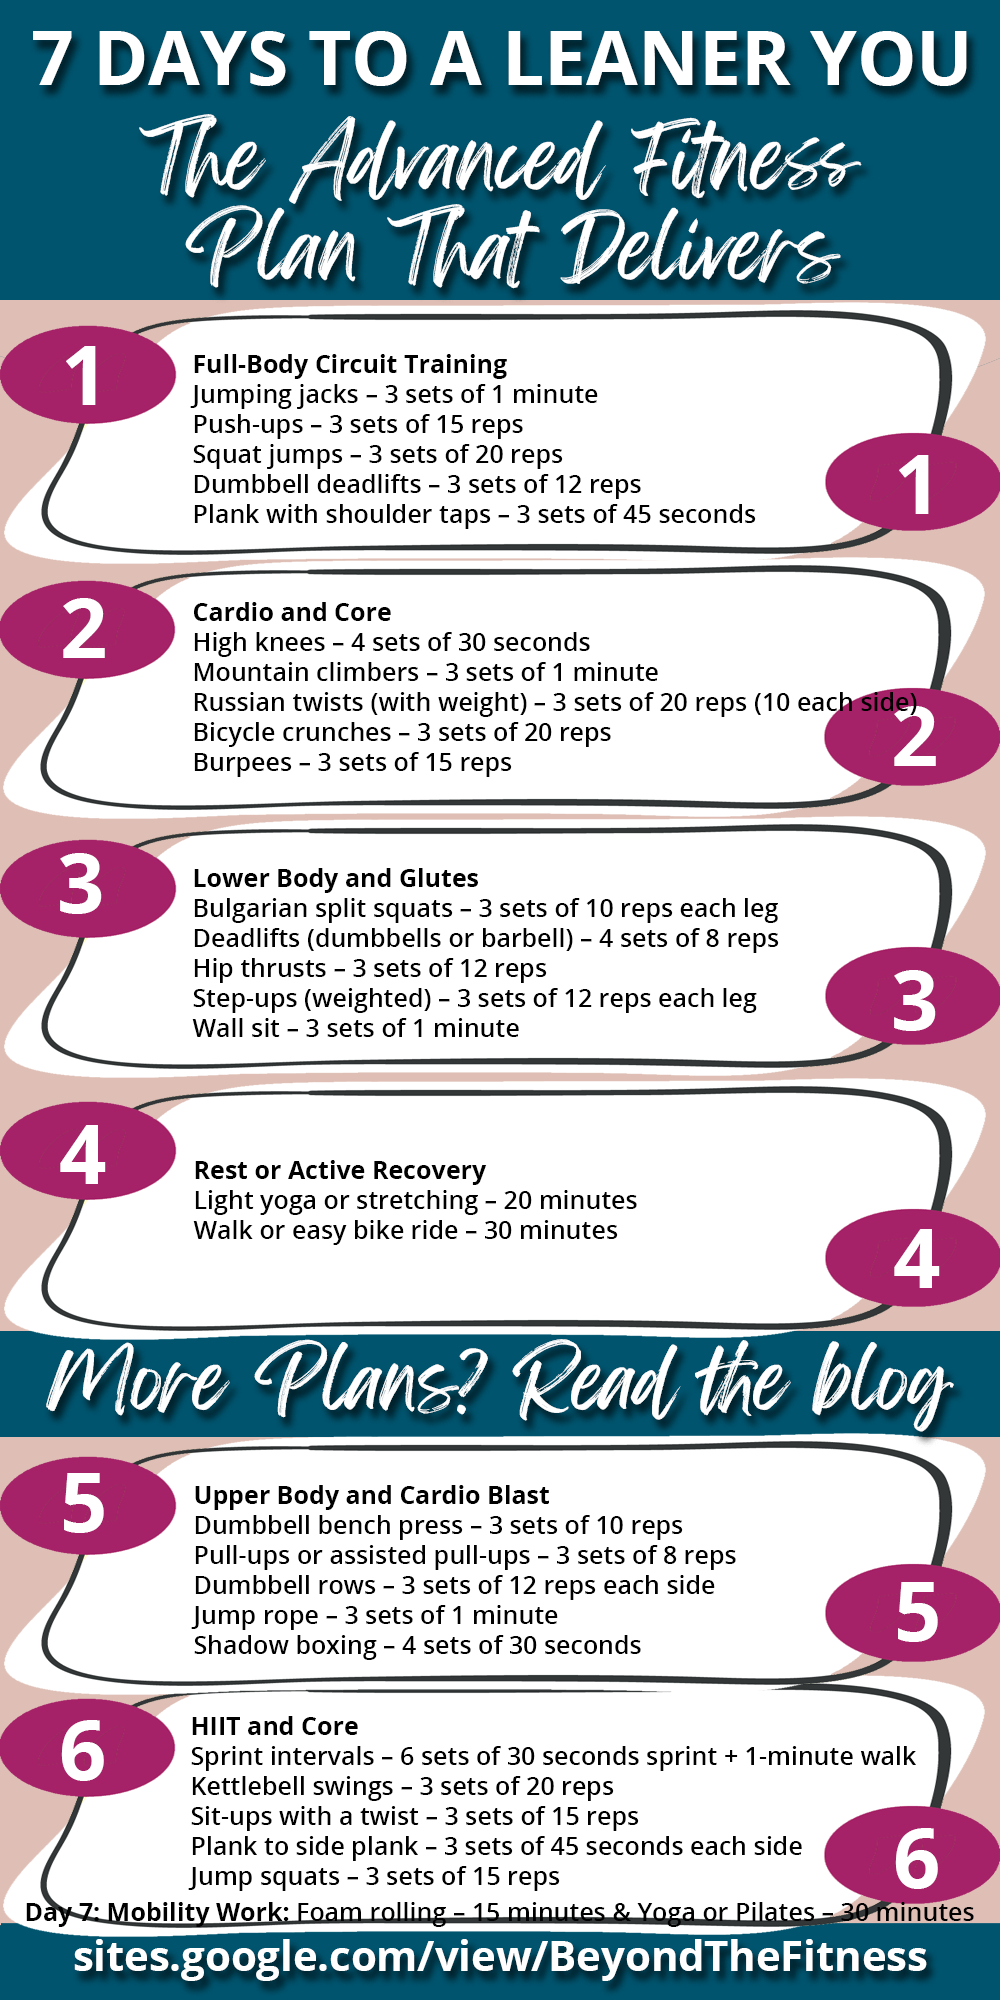 7 DAYS TO A LEANER YOU
The Advanced Fitness
Plan That Delivers
1
Full-Body Circuit Training
Jumping jacks – 3 sets of 1 minute
Push-ups – 3 sets of 15 reps
Squat jumps – 3 sets of 20 reps
Dumbbell deadlifts – 3 sets of 12 reps
Plank with shoulder taps – 3 sets of 45 seconds
1
2
Cardio and Core
High knees – 4 sets of 30 seconds
Mountain climbers – 3 sets of 1 minute
Russian twists (with weight) – 3 sets of 20 reps (10 each side)
Bicycle crunches – 3 sets of 20 reps
Burpees – 3 sets of 15 reps
2
3
Lower Body and Glutes
Bulgarian split squats – 3 sets of 10 reps each leg
Deadlifts (dumbbells or barbell) – 4 sets of 8 reps
Hip thrusts – 3 sets of 12 reps
Step-ups (weighted) – 3 sets of 12 reps each leg
Wall sit – 3 sets of 1 minute
3
4
Rest or Active Recovery
Light yoga or stretching – 20 minutes
Walk or easy bike ride – 30 minutes
4
More Plans? Read the blog
5
Upper Body and Cardio Blast
Dumbbell bench press – 3 sets of 10 reps
Pull-ups or assisted pull-ups – 3 sets of 8 reps
Dumbbell rows – 3 sets of 12 reps each side
Jump rope – 3 sets of 1 minute
Shadow boxing – 4 sets of 30 seconds
5
6
HIIT and Core
Sprint intervals – 6 sets of 30 seconds sprint + 1-minute walk
Kettlebell swings – 3 sets of 20 reps
Sit-ups with a twist – 3 sets of 15 reps
Plank to side plank – 3 sets of 45 seconds each side
Jump squats – 3 sets of 15 reps
6
Day 7: Mobility Work: Foam rolling – 15 minutes & Yoga or Pilates – 30 minutes
sites.google.com/view/BeyondTheFitness